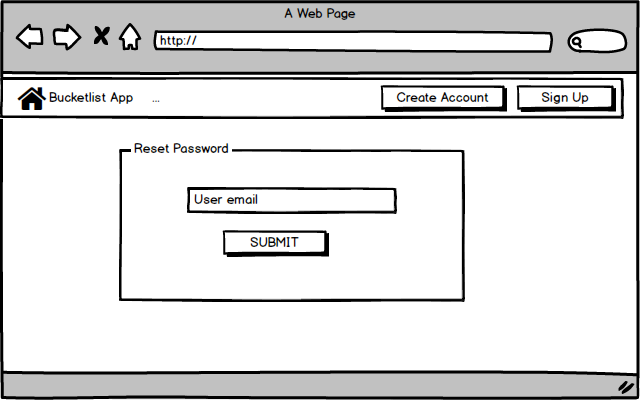 A Web Page
http://
Bucketlist App ... Create Account Sign Up
Reset Password
User email
SUBMIT